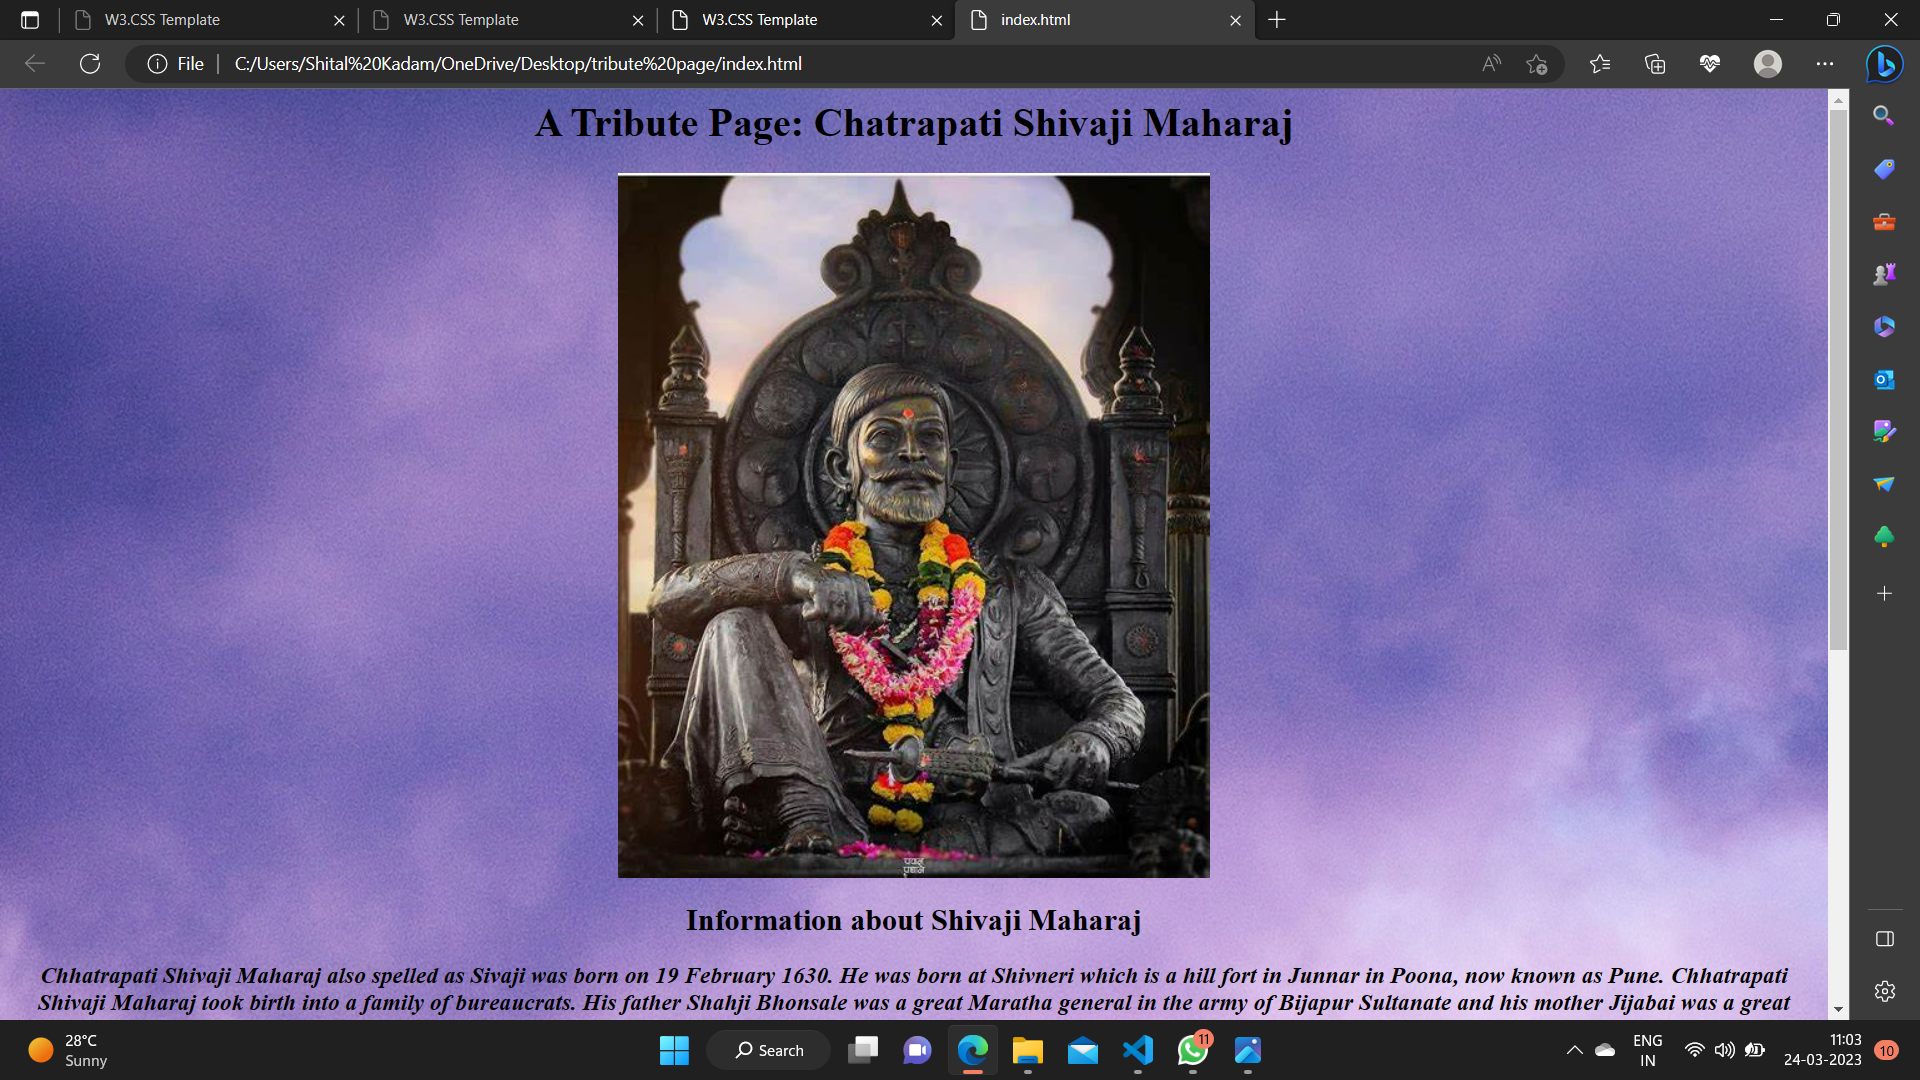 W3.CSS Template
W3.CSS Template
W3.CSS Template
index.html
File
C:/Users/Shital%20Kadam/OneDrive/Desktop/tribute%20page/index.html
A Tribute Page: Chatrapati Shivaji Maharaj
Information about Shivaji Maharaj
Chhatrapati Shivaji Maharaj also spelled as Sivaji was born on 19 February 1630. He was born at Shivneri which is a hill fort in Junnar in Poona, now known as Pune. Chhatrapati
Shivaji Maharaj took birth into a family of bureaucrats. His father Shahji Bhonsale was a great Maratha general in the army of Bijapur Sultanate and his mother Jijabai was a great
28°C
Sunny
Search
11
ENG
IN
11:03
24-03-2023
10